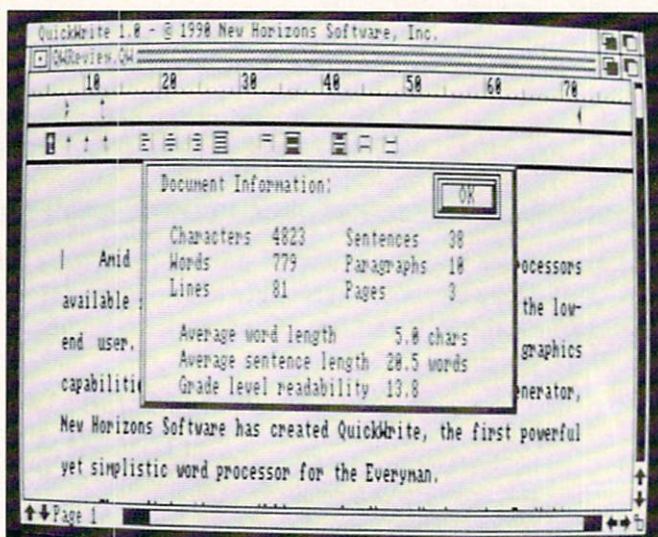 QuickWrite 1.0 - © 1990 New Horizons Software, Inc.
QWReview.QW
10 20 30 40 50 60 70
Document Information:
OK
Characters 4823 Sentences 38
Words 779 Paragraphs 10
Lines 81 Pages 3
Average word length 5.0 chars
Average sentence length 20.5 words
Grade level readability 13.8
Amid ocessors
available the low-
end user. graphics
capabiliti enerator,
New Horizons Software has created QuickWrite, the first powerful
yet simplistic word processor for the Everyman.
Page 1